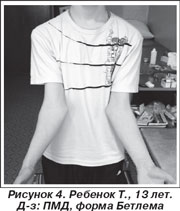 Рисунок 4. Ребенок Т., 13 лет.
Д-з: ПМД, форма Бетлема